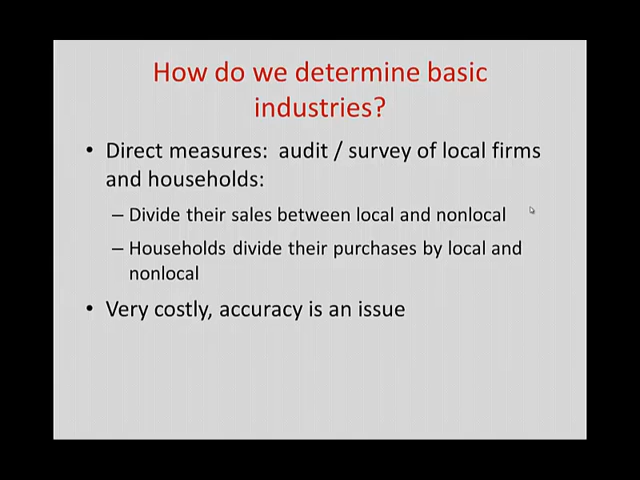 How do we determine basic
industries?
• Direct measures: audit / survey of local firms
and households:
– Divide their sales between local and nonlocal
– Households divide their purchases by local and
nonlocal
• Very costly, accuracy is an issue